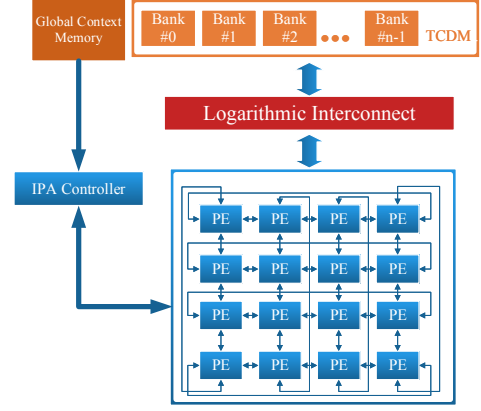 Global Context
Memory
Bank
#0
Bank
#1
Bank
#2
Bank
#n-1
TCDM
Logarithmic Interconnect
IPA Controller
PE PE PE PE
PE PE PE PE
PE PE PE PE
PE PE PE PE